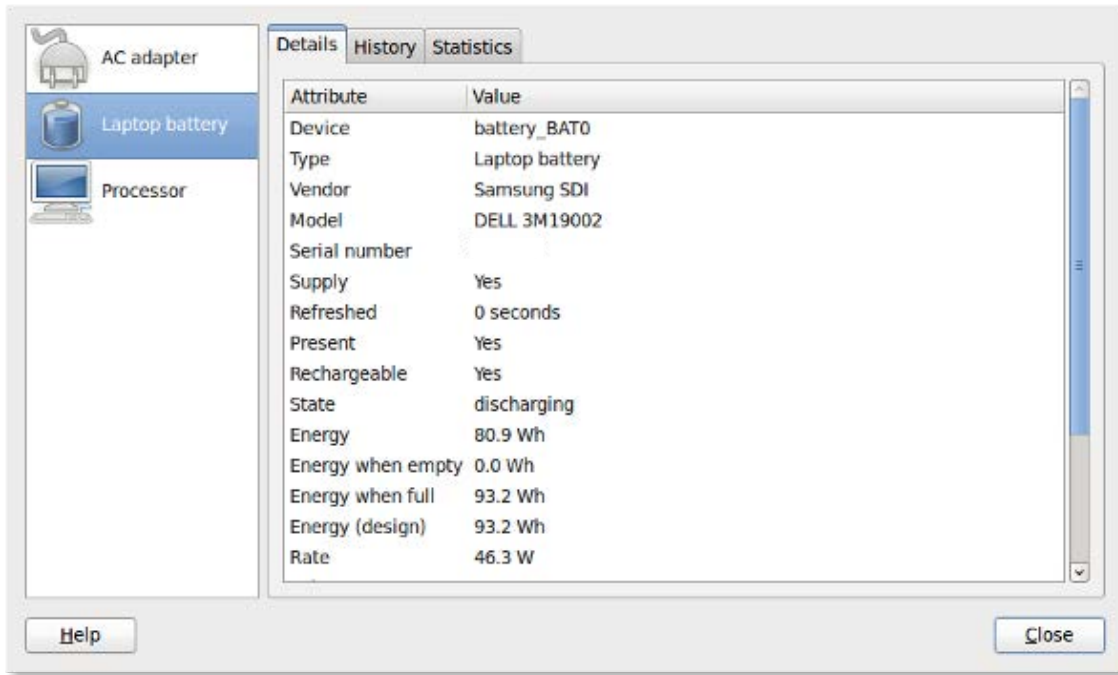 AC adapter
Laptop battery
Processor
Details History Statistics
Attribute Value
Device battery_BAT0
Type Laptop battery
Vendor Samsung SDI
Model DELL 3M19002
Serial number
Supply Yes
Refreshed 0 seconds
Present Yes
Rechargeable Yes
State discharging
Energy 80.9 Wh
Energy when empty 0.0 Wh
Energy when full 93.2 Wh
Energy (design) 93.2 Wh
Rate 46.3 W
Help Close